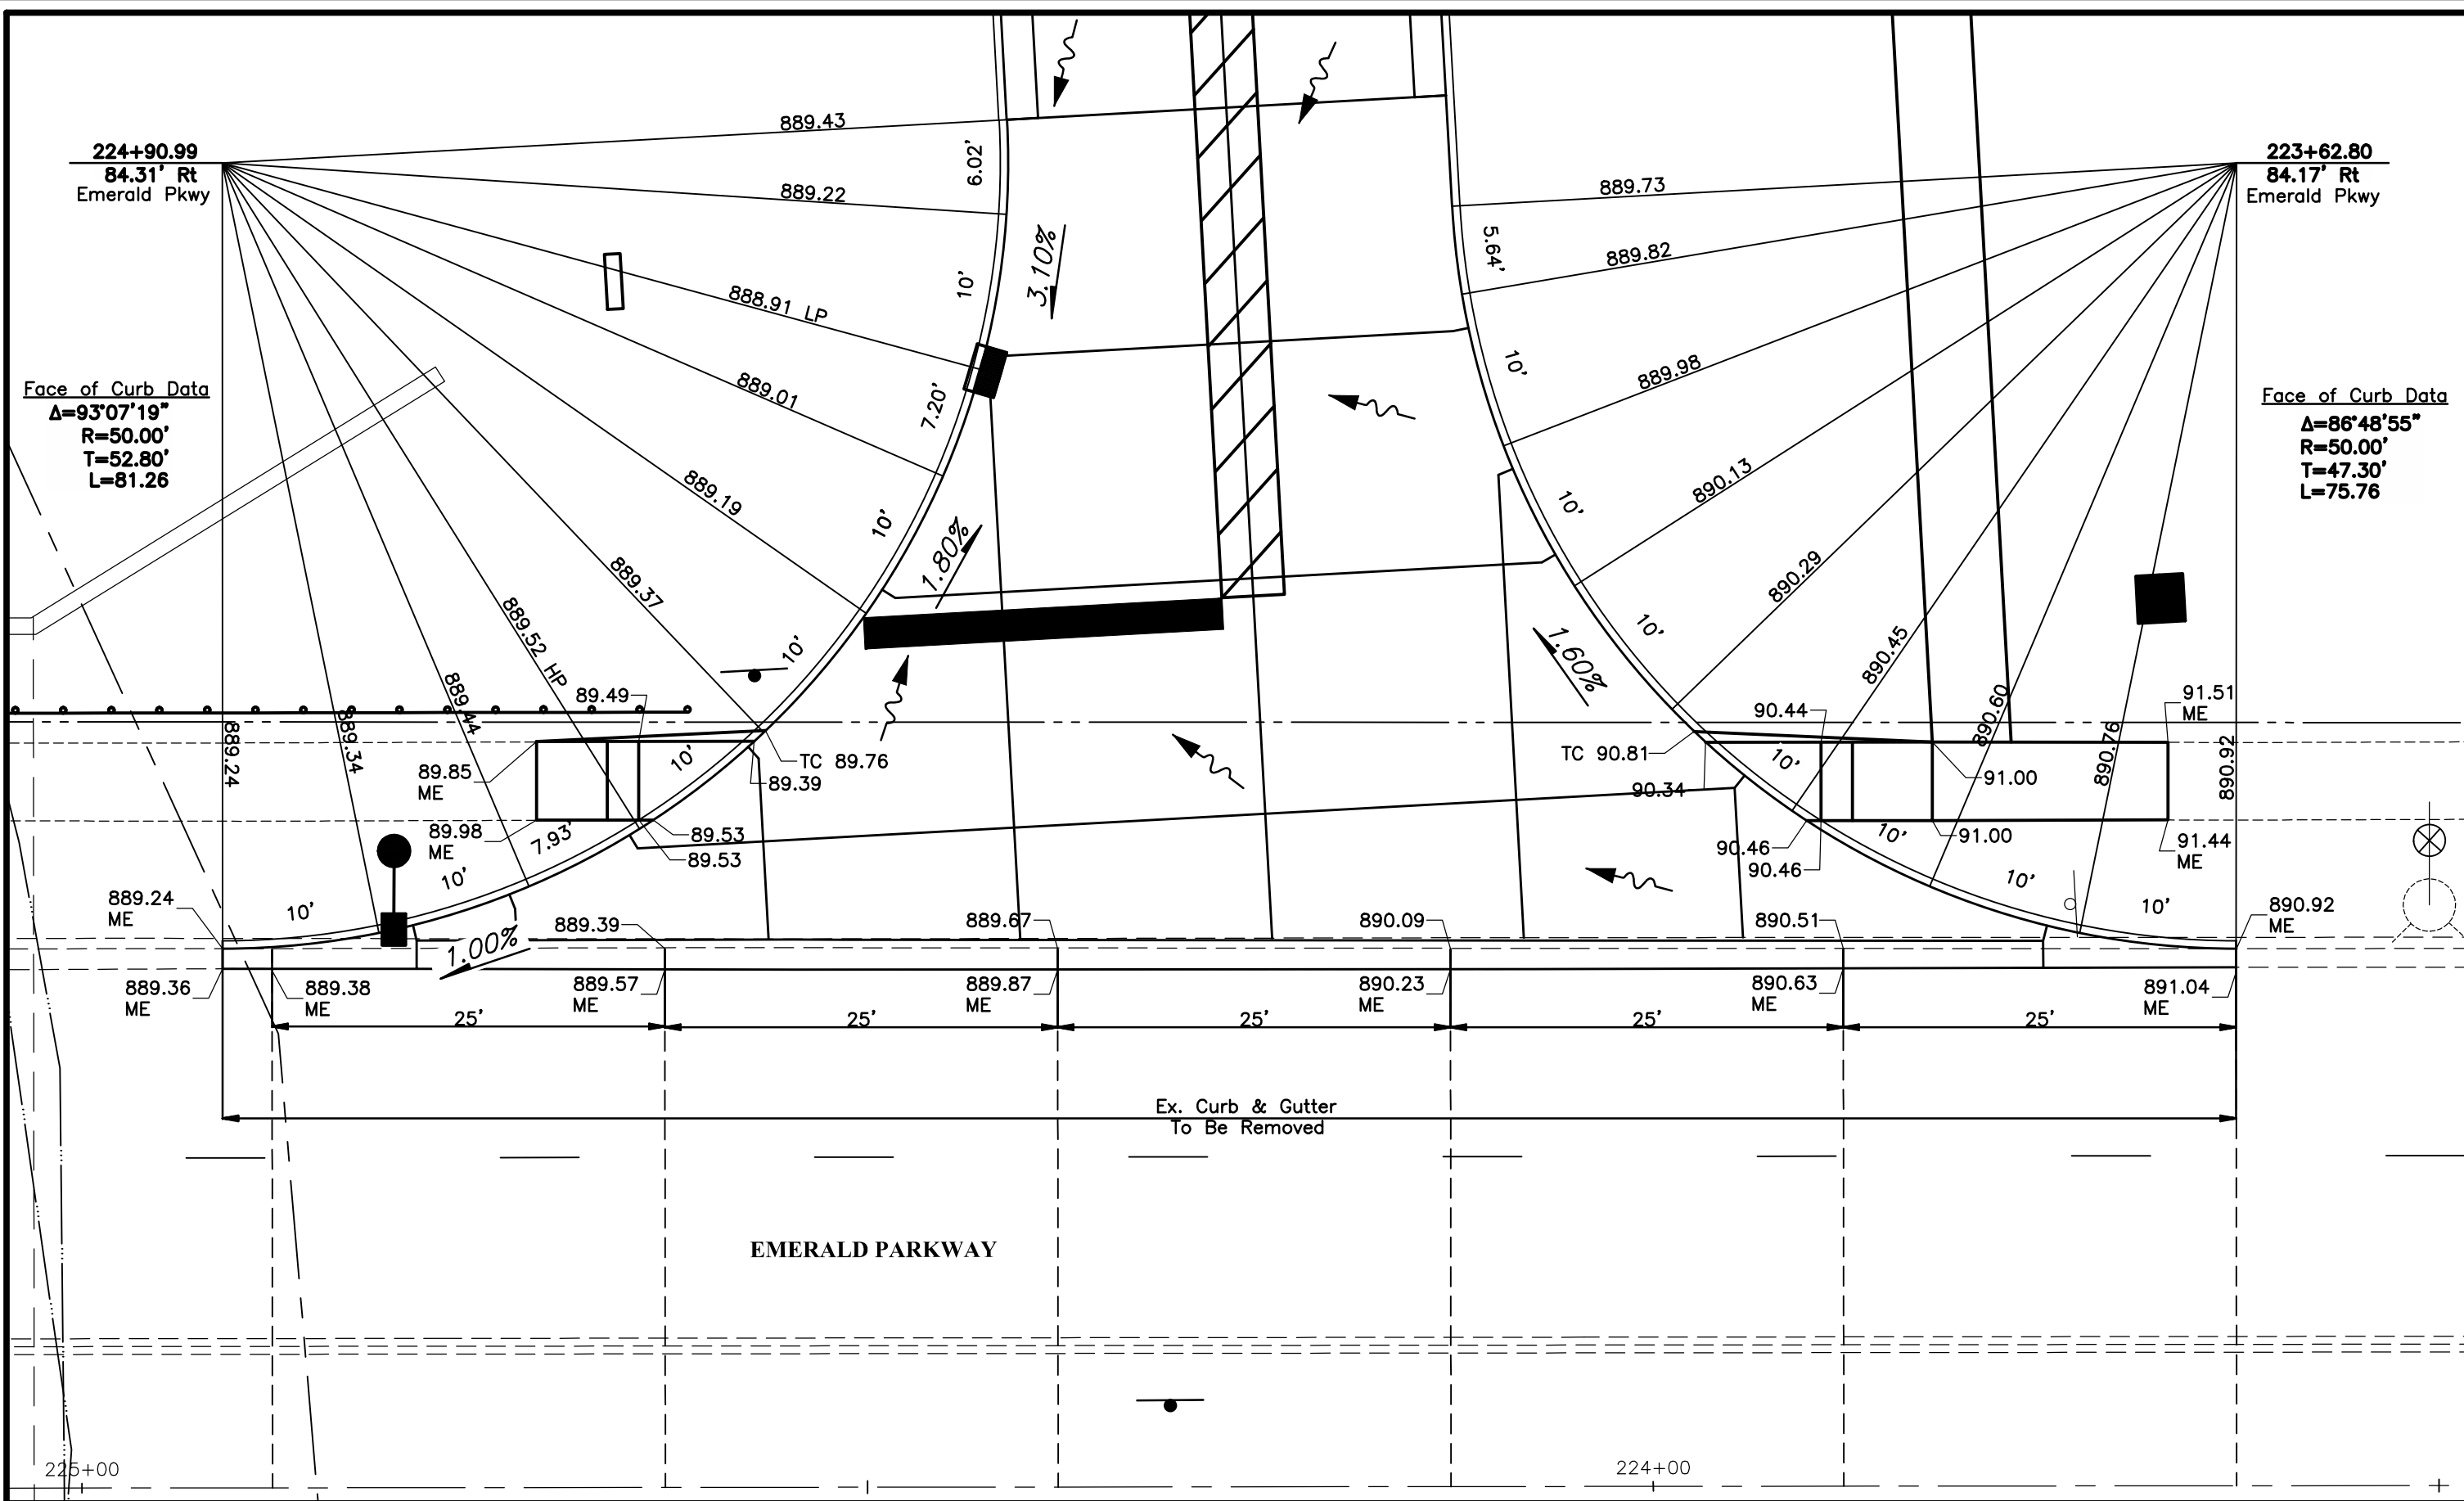 889.43
224+90.99
84.31' Rt
Emerald Pkwy
6.02'
889.22
889.73
223+62.80
84.17' Rt
Emerald Pkwy
3.10%
10'
5.64'
889.82
888.91 LP
10'
889.98
Face of Curb Data
Δ=93°07'19"
R=50.00'
T=52.80'
L=81.26
889.01
7.20'
Face of Curb Data
Δ=86°48'55"
R=50.00'
T=47.30'
L=75.76
889.19
10'
1.80%
10'
890.13
889.37
890.29
889.52 HP
10'
10'
1.60%
890.45
89.49
889.44
889.34
889.24
10'
90.44
890.60
91.51
ME
890.76
890.92
TC 89.76
TC 90.81
10'
89.85
ME
89.39
90.34
91.00
89.98
ME
7.93'
89.53
89.53
10'
91.00
90.46
90.46
91.44
ME
10'
10'
10'
10'
889.24
ME
1.00%
889.39
889.67
890.09
890.51
890.92
ME
889.36
ME
889.38
ME
889.57
ME
889.87
ME
890.23
ME
890.63
ME
891.04
ME
25'
25'
25'
25'
25'
Ex. Curb & Gutter
To Be Removed
EMERALD PARKWAY
225+00
224+00